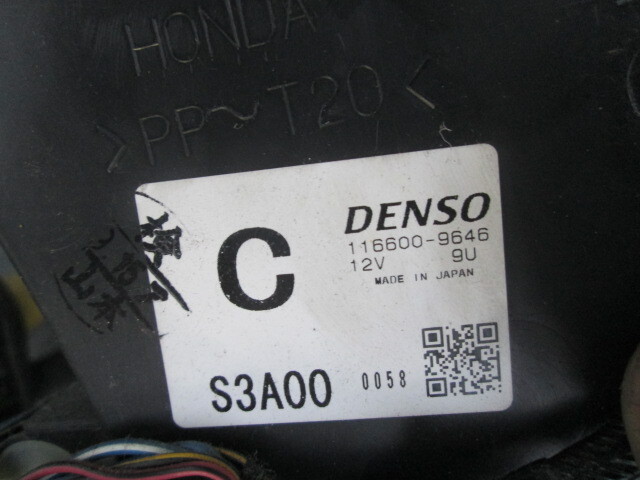 HONDA
>PP~T20<
DENSO
116600-9646
12V 9U
MADE IN JAPAN
C
S3A00 0058